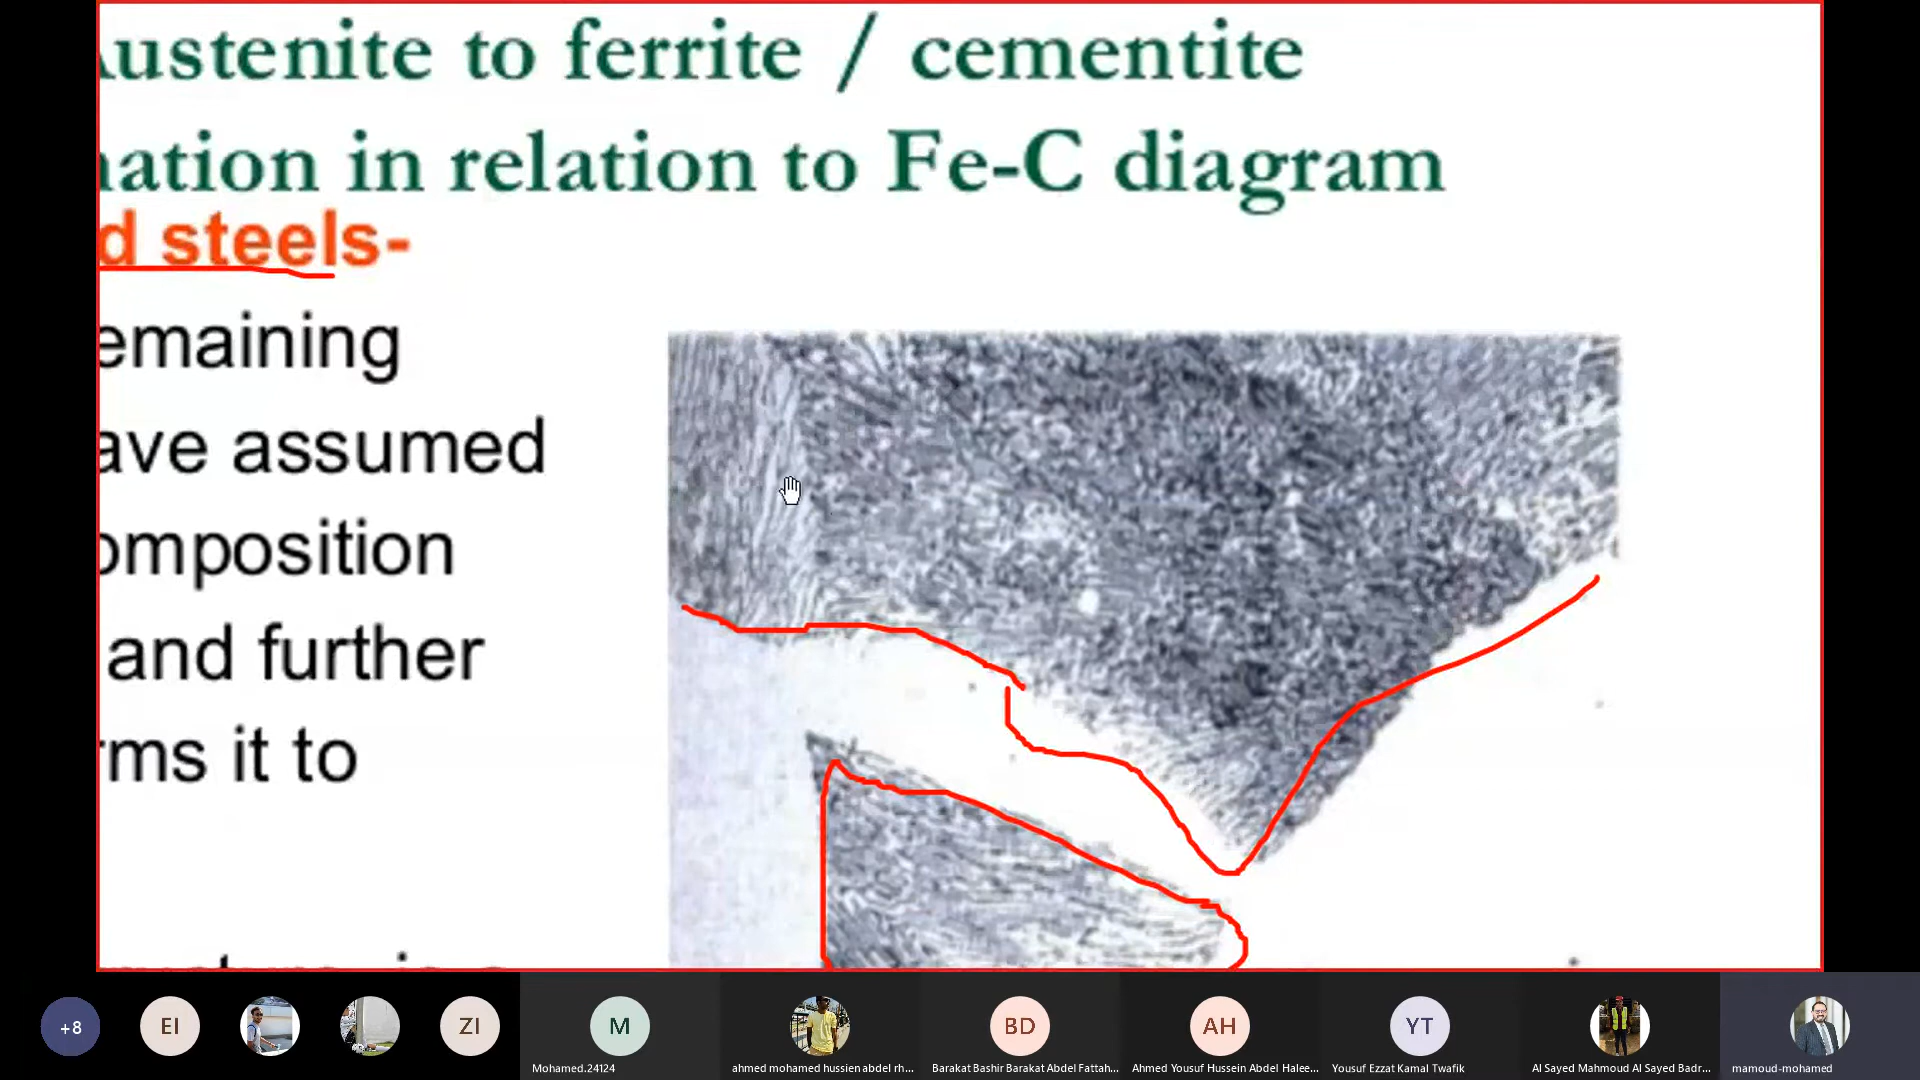 Austenite to ferrite / cementite
nation in relation to Fe-C diagram
d steels-
emaining
ave assumed
omposition
and further
rms it to
+8
EI
ZI
M
BD
AH
YT
Mohamed.24124
ahmed mohamed hussien abdel rh...
Barakat Bashir Barakat Abdel Fattah...
Ahmed Yousuf Hussein Abdel Halee...
Yousuf Ezzat Kamal Twafik
Al Sayed Mahmoud Al Sayed Badr...
mamoud-mohamed